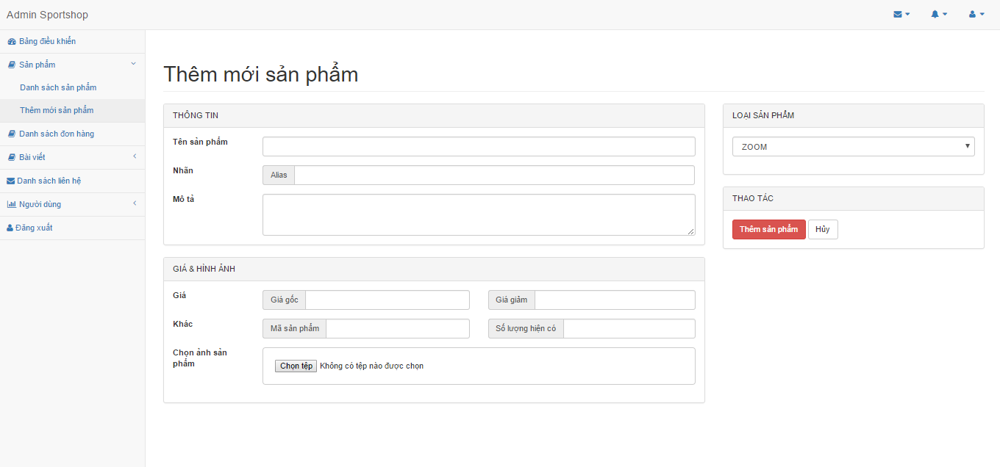 Admin Sportshop
Bảng điều khiển
Sản phẩm
Danh sách sản phẩm
Thêm mới sản phẩm
Danh sách đơn hàng
Bài viết
Danh sách liên hệ
Người dùng
Đăng xuất
Thêm mới sản phẩm
THÔNG TIN
Tên sản phẩm
Nhãn
Alias
Mô tả
GIÁ & HÌNH ẢNH
Giá
Giá gốc
Giá giảm
Khác
Mã sản phẩm
Số lượng hiện có
Chọn ảnh sản
phẩm
Chọn tệp Không có tệp nào được chọn
LOẠI SẢN PHẨM
ZOOM
THAO TÁC
Thêm sản phẩm Hủy